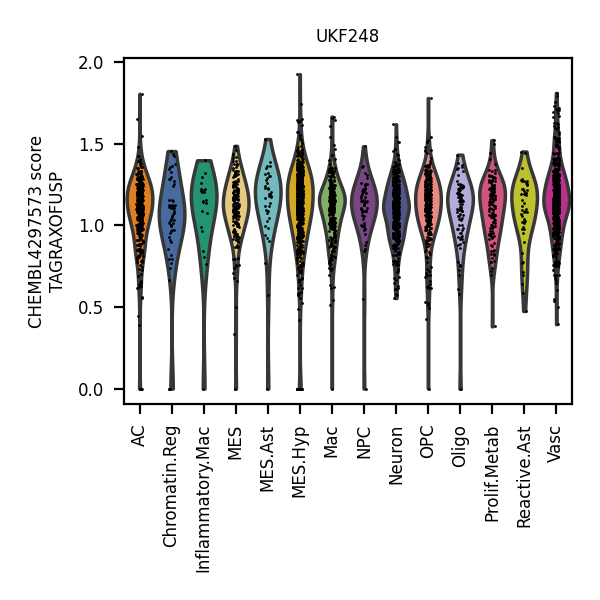 UKF248
CHEMBL4297573 score
TAGRAXOFUSP
2.0
1.5
1.0
0.5
0.0
AC
Chromatin.Reg
Inflammatory.Mac
MES
MES.Ast
MES.Hyp
Mac
NPC
Neuron
OPC
Oligo
Prolif.Metab
Reactive.Ast
Vasc